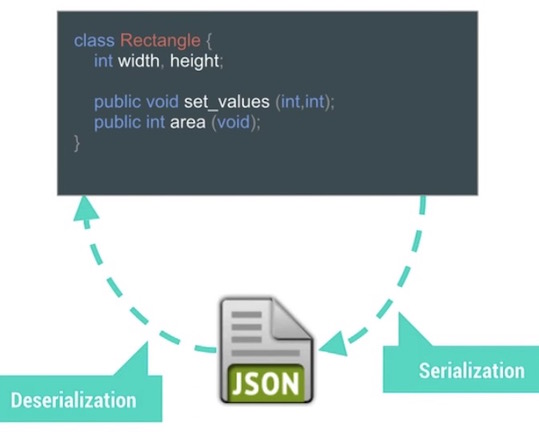 class Rectangle {
int width, height;
public void set_values (int,int);
public int area (void);
}
JSON
Serialization
Deserialization